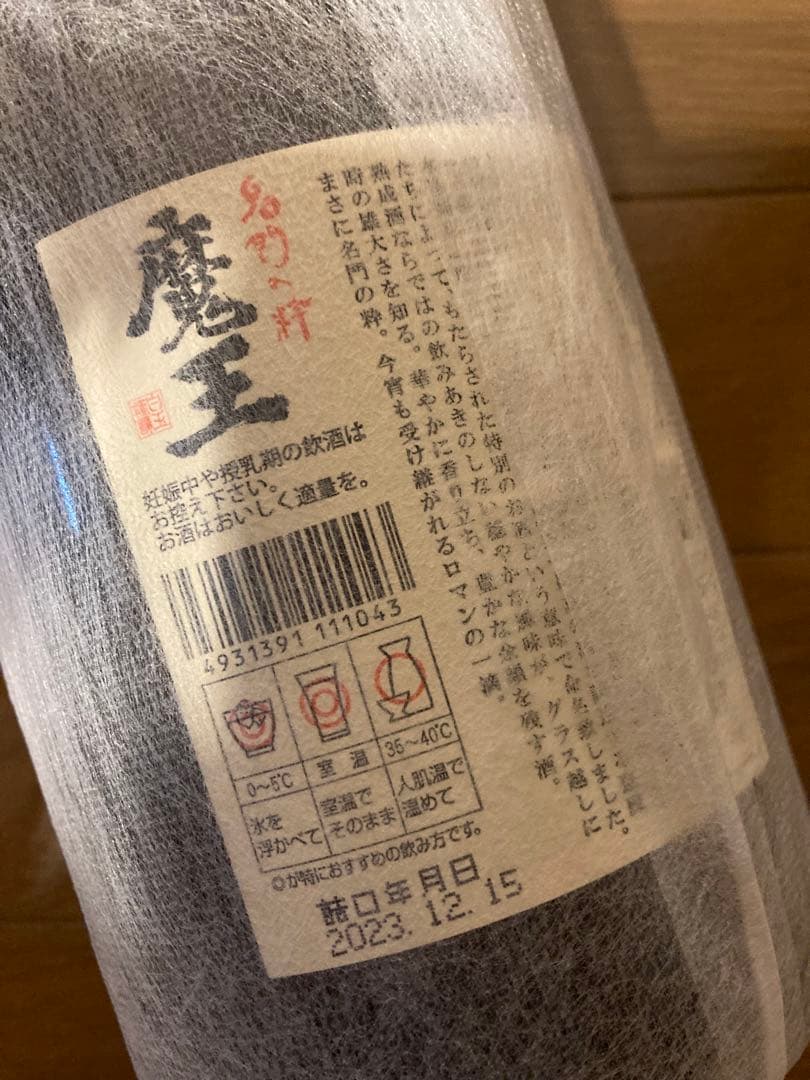 たちによって、もたらされた特別のお酒という意味で命名致しました。
熟成酒ならではの飲みあきのしない穏やかな風味が、グラス越しに
時の雄大さを知る。華やかに香り立ち、豊かな余韻を残す酒。
まさに名門の粋。今宵も受け継がれるロマンの一滴。
名門の粋
魔王
妊娠中や授乳期の飲酒は
お控え下さい。
お酒はおいしく適量を。
4931391 111043
0〜5℃ 室温 35〜40℃
氷を
浮かべて
室温で
そのまま
人肌温で
温めて
◎が特におすすめの飲み方です。
詰口年月日
2023.12.15